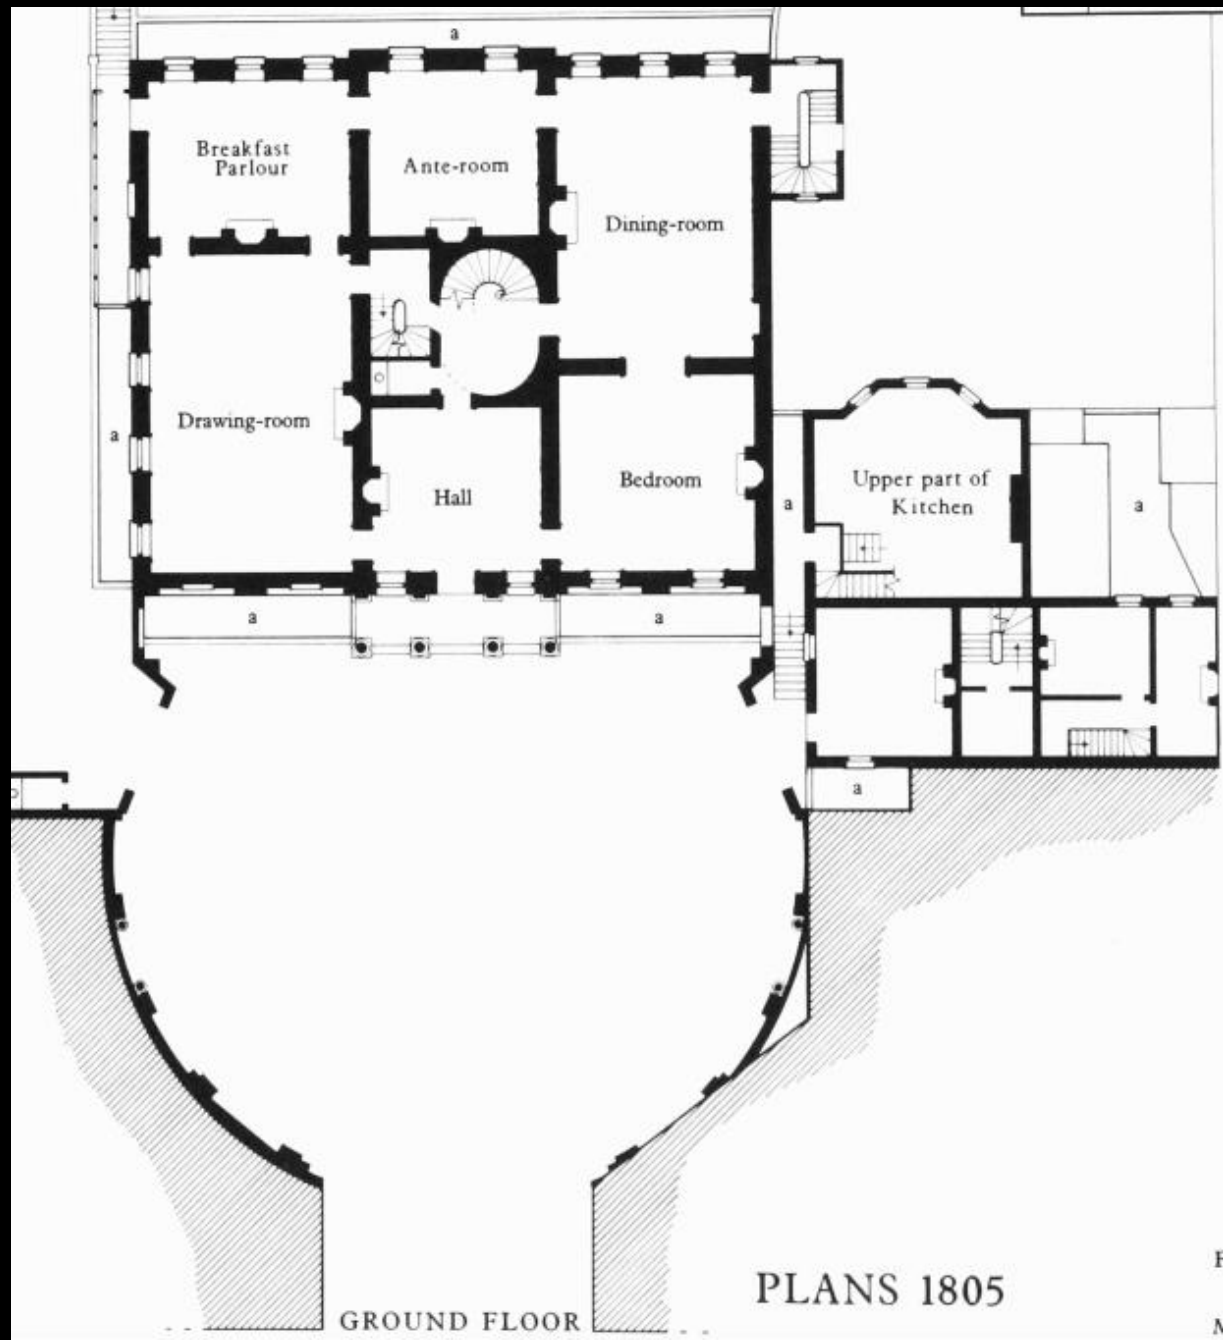 a
Breakfast
Parlour
Ante-room
Dining-room
Drawing-room
a
Hall
Bedroom
Upper part of
Kitchen
a
a
a
a
a
PLANS 1805
GROUND FLOOR